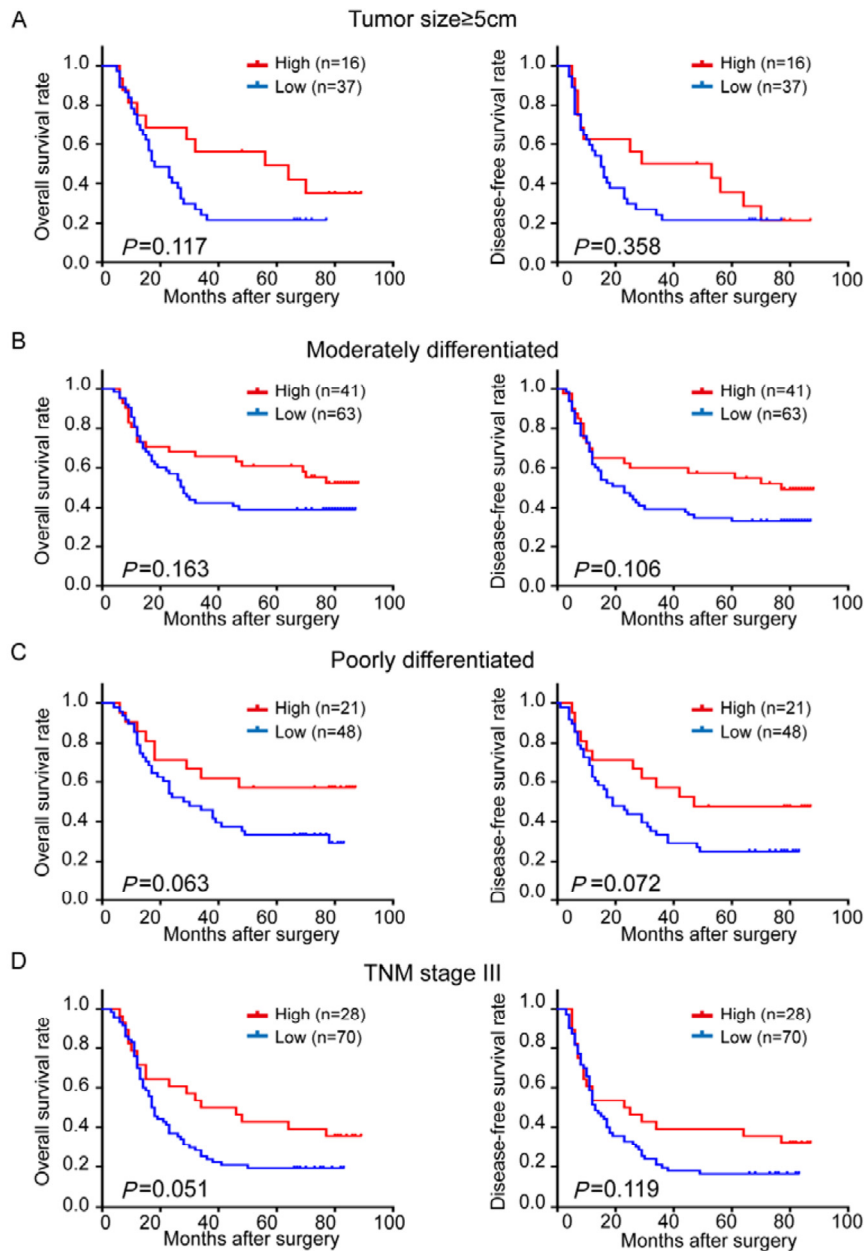 A
Tumor size≥5cm
Overall survival rate
1.0
0.8
0.6
0.4
0.2
0.0
High (n=16)
Low (n=37)
P=0.117
0 20 40 60 80 100
Months after surgery
Disease-free survival rate
1.0
0.8
0.6
0.4
0.2
0.0
High (n=16)
Low (n=37)
P=0.358
0 20 40 60 80 100
Months after surgery
B
Moderately differentiated
Overall survival rate
1.0
0.8
0.6
0.4
0.2
0.0
High (n=41)
Low (n=63)
P=0.163
0 20 40 60 80 100
Months after surgery
Disease-free survival rate
1.0
0.8
0.6
0.4
0.2
0.0
High (n=41)
Low (n=63)
P=0.106
0 20 40 60 80 100
Months after surgery
C
Poorly differentiated
Overall survival rate
1.0
0.8
0.6
0.4
0.2
0.0
High (n=21)
Low (n=48)
P=0.063
0 20 40 60 80 100
Months after surgery
Disease-free survival rate
1.0
0.8
0.6
0.4
0.2
0.0
High (n=21)
Low (n=48)
P=0.072
0 20 40 60 80 100
Months after surgery
D
TNM stage III
Overall survival rate
1.0
0.8
0.6
0.4
0.2
0.0
High (n=28)
Low (n=70)
P=0.051
0 20 40 60 80 100
Months after surgery
Disease-free survival rate
1.0
0.8
0.6
0.4
0.2
0.0
High (n=28)
Low (n=70)
P=0.119
0 20 40 60 80 100
Months after surgery